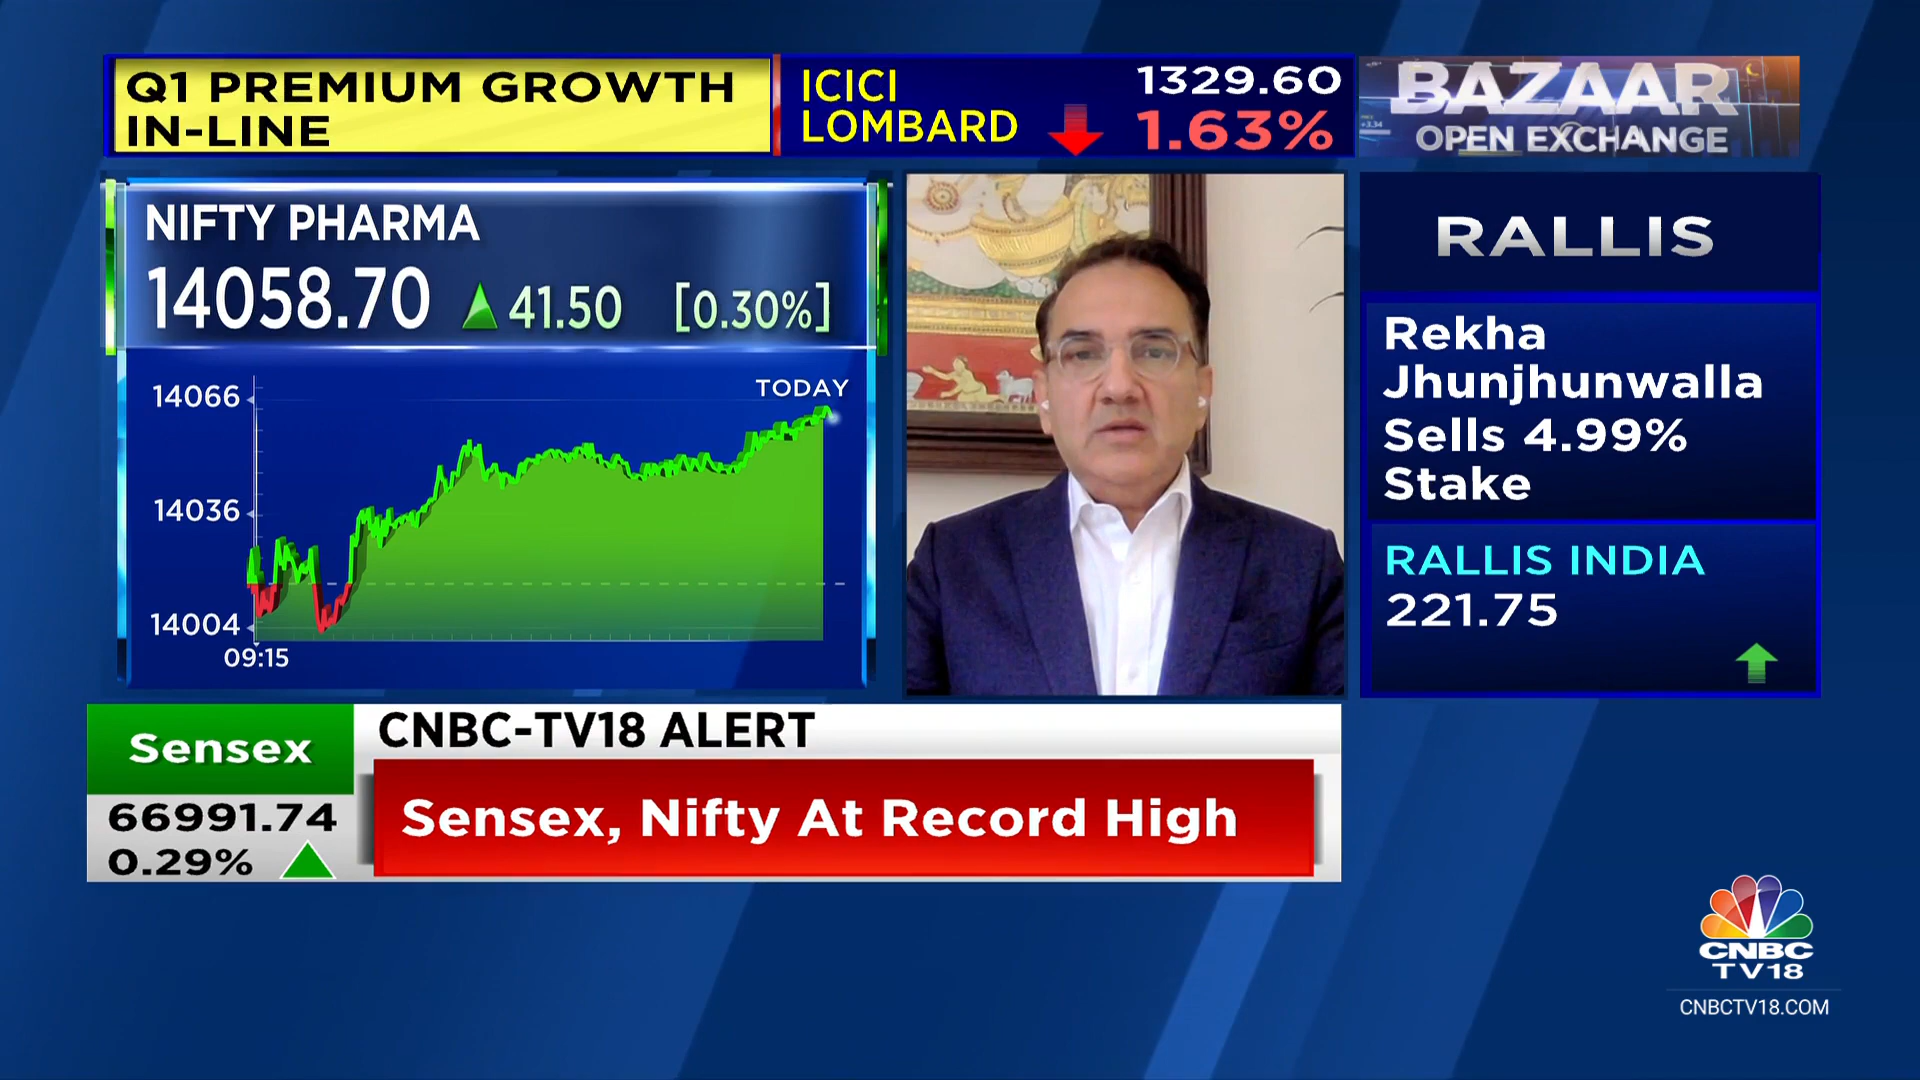 Q1 PREMIUM GROWTH
IN-LINE
ICICI
LOMBARD
1329.60
1.63%
BAZAAR
OPEN EXCHANGE
NIFTY PHARMA
14058.70 41.50 [0.30%]
TODAY
14066
14036
14004
09:15
RALLIS
Rekha
Jhunjhunwalla
Sells 4.99%
Stake
RALLIS INDIA
221.75
Sensex
66991.74
0.29%
CNBC-TV18 ALERT
Sensex, Nifty At Record High
CNBC
TV18
CNBCTV18.COM